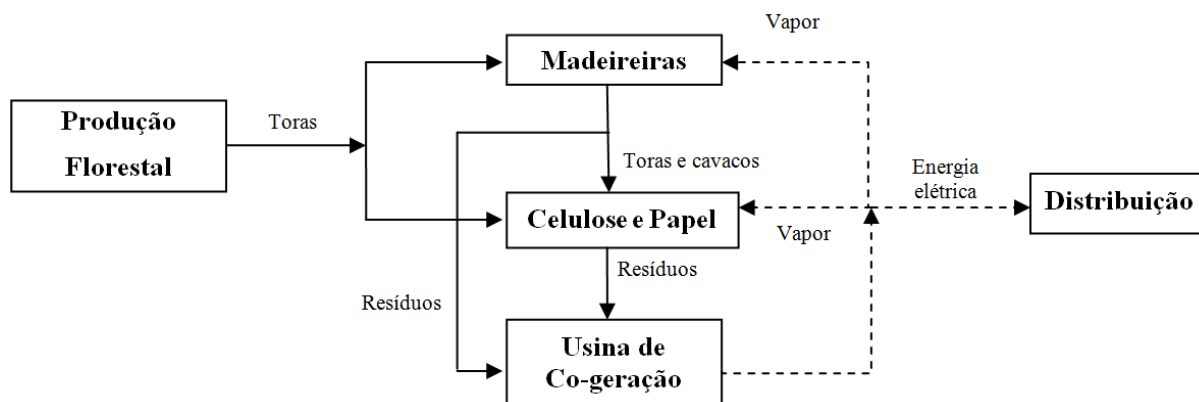 Vapor
Madeireiras
Produção
Florestal
Toras
Toras e cavacos
Energia
elétrica
Distribuição
Celulose e Papel
Vapor
Resíduos
Resíduos
Usina de
Co-geração